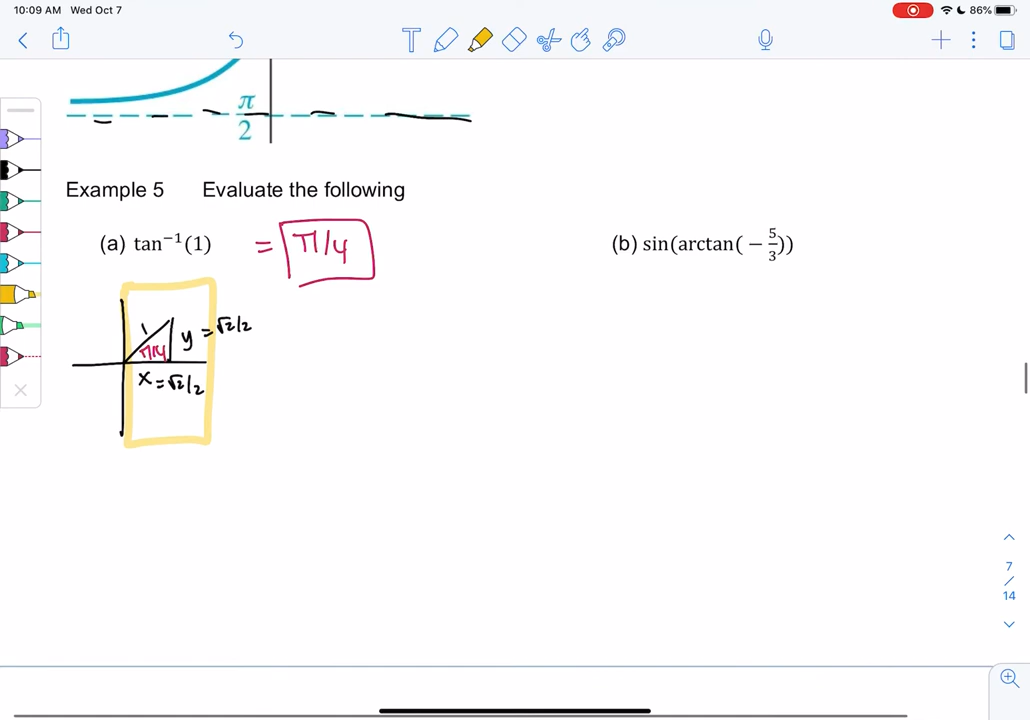 10:09 AM Wed Oct 7
86%
T
π
2
Example 5 Evaluate the following
(a) tan⁻¹(1) = π/4
(b) sin(arctan(− 5/3))
1
π/4
y = √2/2
x = √2/2
7
/
14